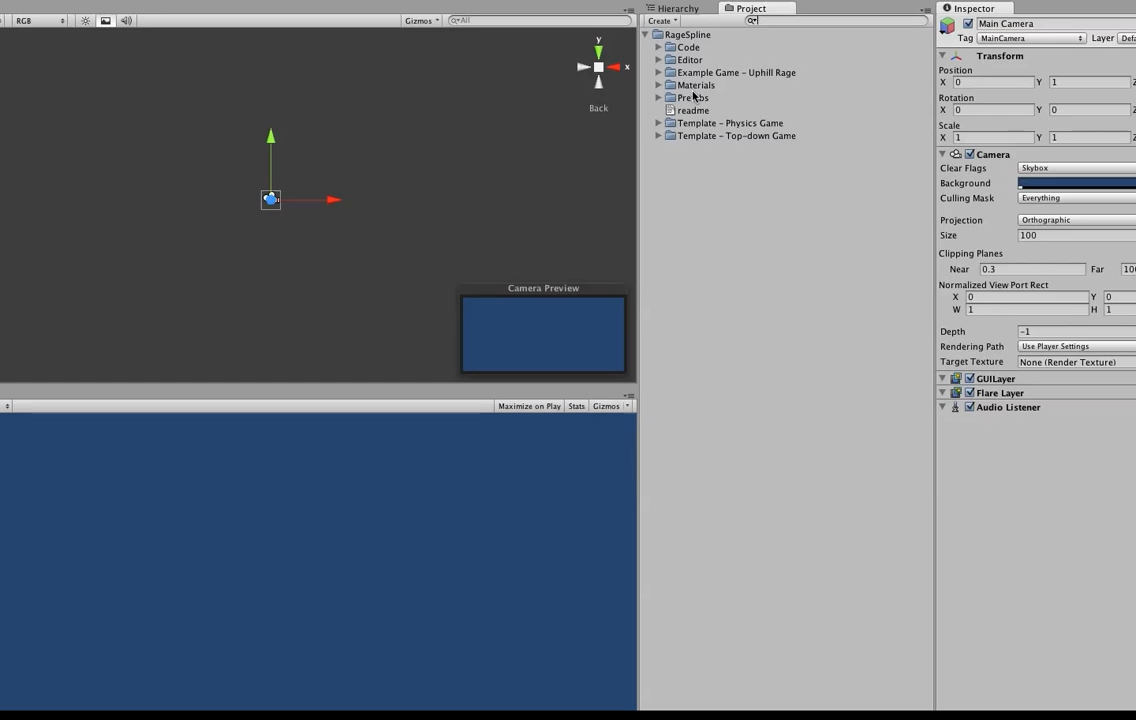 Hierarchy
Project
Inspector
RGB
Gizmos
All
Create
Main Camera
Tag MainCamera
Layer
RageSpline
Code
Editor
Example Game - Uphill Rage
Materials
readme
Template - Physics Game
Template - Top-down Game
y
x
Back
Transform
Position
X 0 Y 1
Rotation
X 0 Y 0
Scale
X 1 Y 1
Camera
Clear Flags Skybox
Background
Culling Mask Everything
Projection Orthographic
Size 100
Clipping Planes
Near 0.3 Far
Normalized View Port Rect
X 0 Y 0
W 1 H 1
Depth -1
Rendering Path Use Player Settings
Target Texture None (Render Texture)
GUILayer
Flare Layer
Audio Listener
Camera Preview
Maximize on Play Stats Gizmos